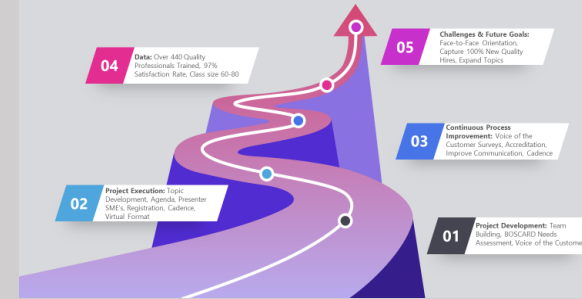 05
Challenges & Future Goals:
Face-to-Face Orientation,
Capture 100% New Quality
Hires, Expand Topics
04
Data: Over 440 Quality
Professionals Trained, 97%
Satisfaction Rate, Class size 60-80
03
Continuous Process
Improvement: Voice of the
Customer Surveys, Accreditation,
Improve Communication, Cadence
02
Project Execution: Topic
Development, Agenda, Presenter
SME's, Registration, Cadence,
Virtual Format
01
Project Development: Team
Building, BOSCARD Needs
Assessment, Voice of the Custome